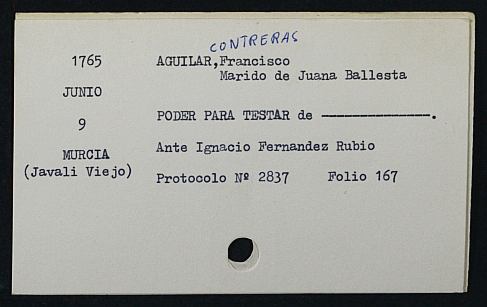 CONTRERAS
1765 AGUILAR,Francisco
Marido de Juana Ballesta
JUNIO
9 PODER PARA TESTAR de ---------------.
MURCIA Ante Ignacio Fernandez Rubio
(Javali Viejo) Protocolo Nº 2837 Folio 167